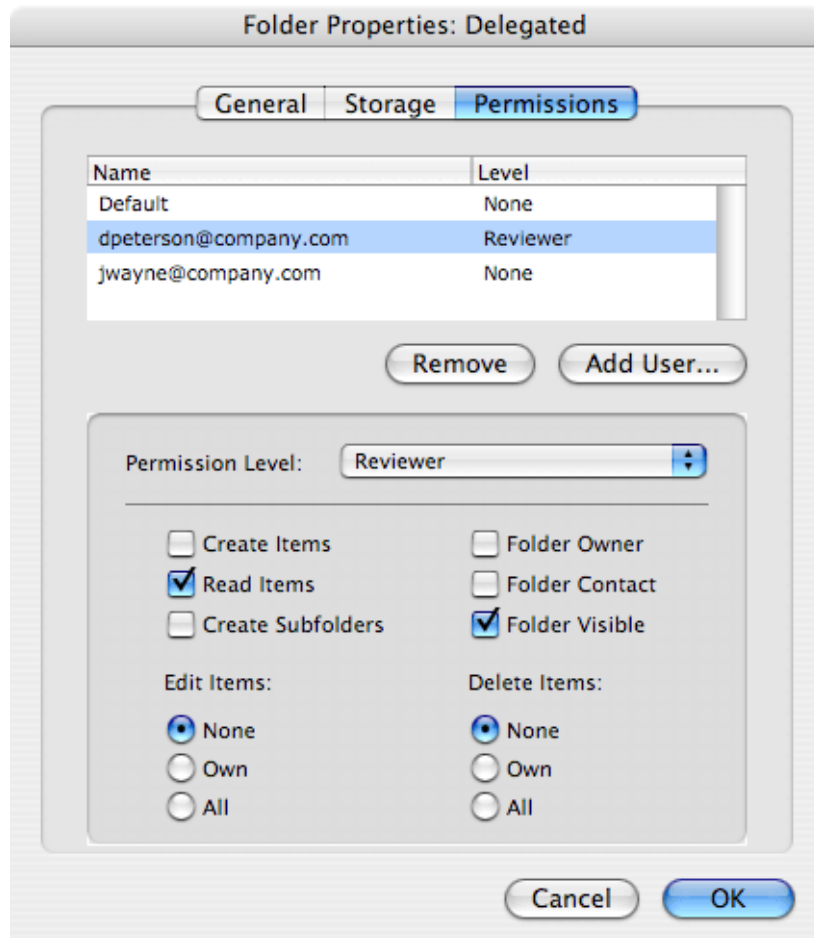 Folder Properties: Delegated
General Storage Permissions
Name Level
Default None
dpeterson@company.com Reviewer
jwayne@company.com None
Remove Add User...
Permission Level: Reviewer
Create Items Folder Owner
Read Items Folder Contact
Create Subfolders Folder Visible
Edit Items: Delete Items:
None None
Own Own
All All
Cancel OK